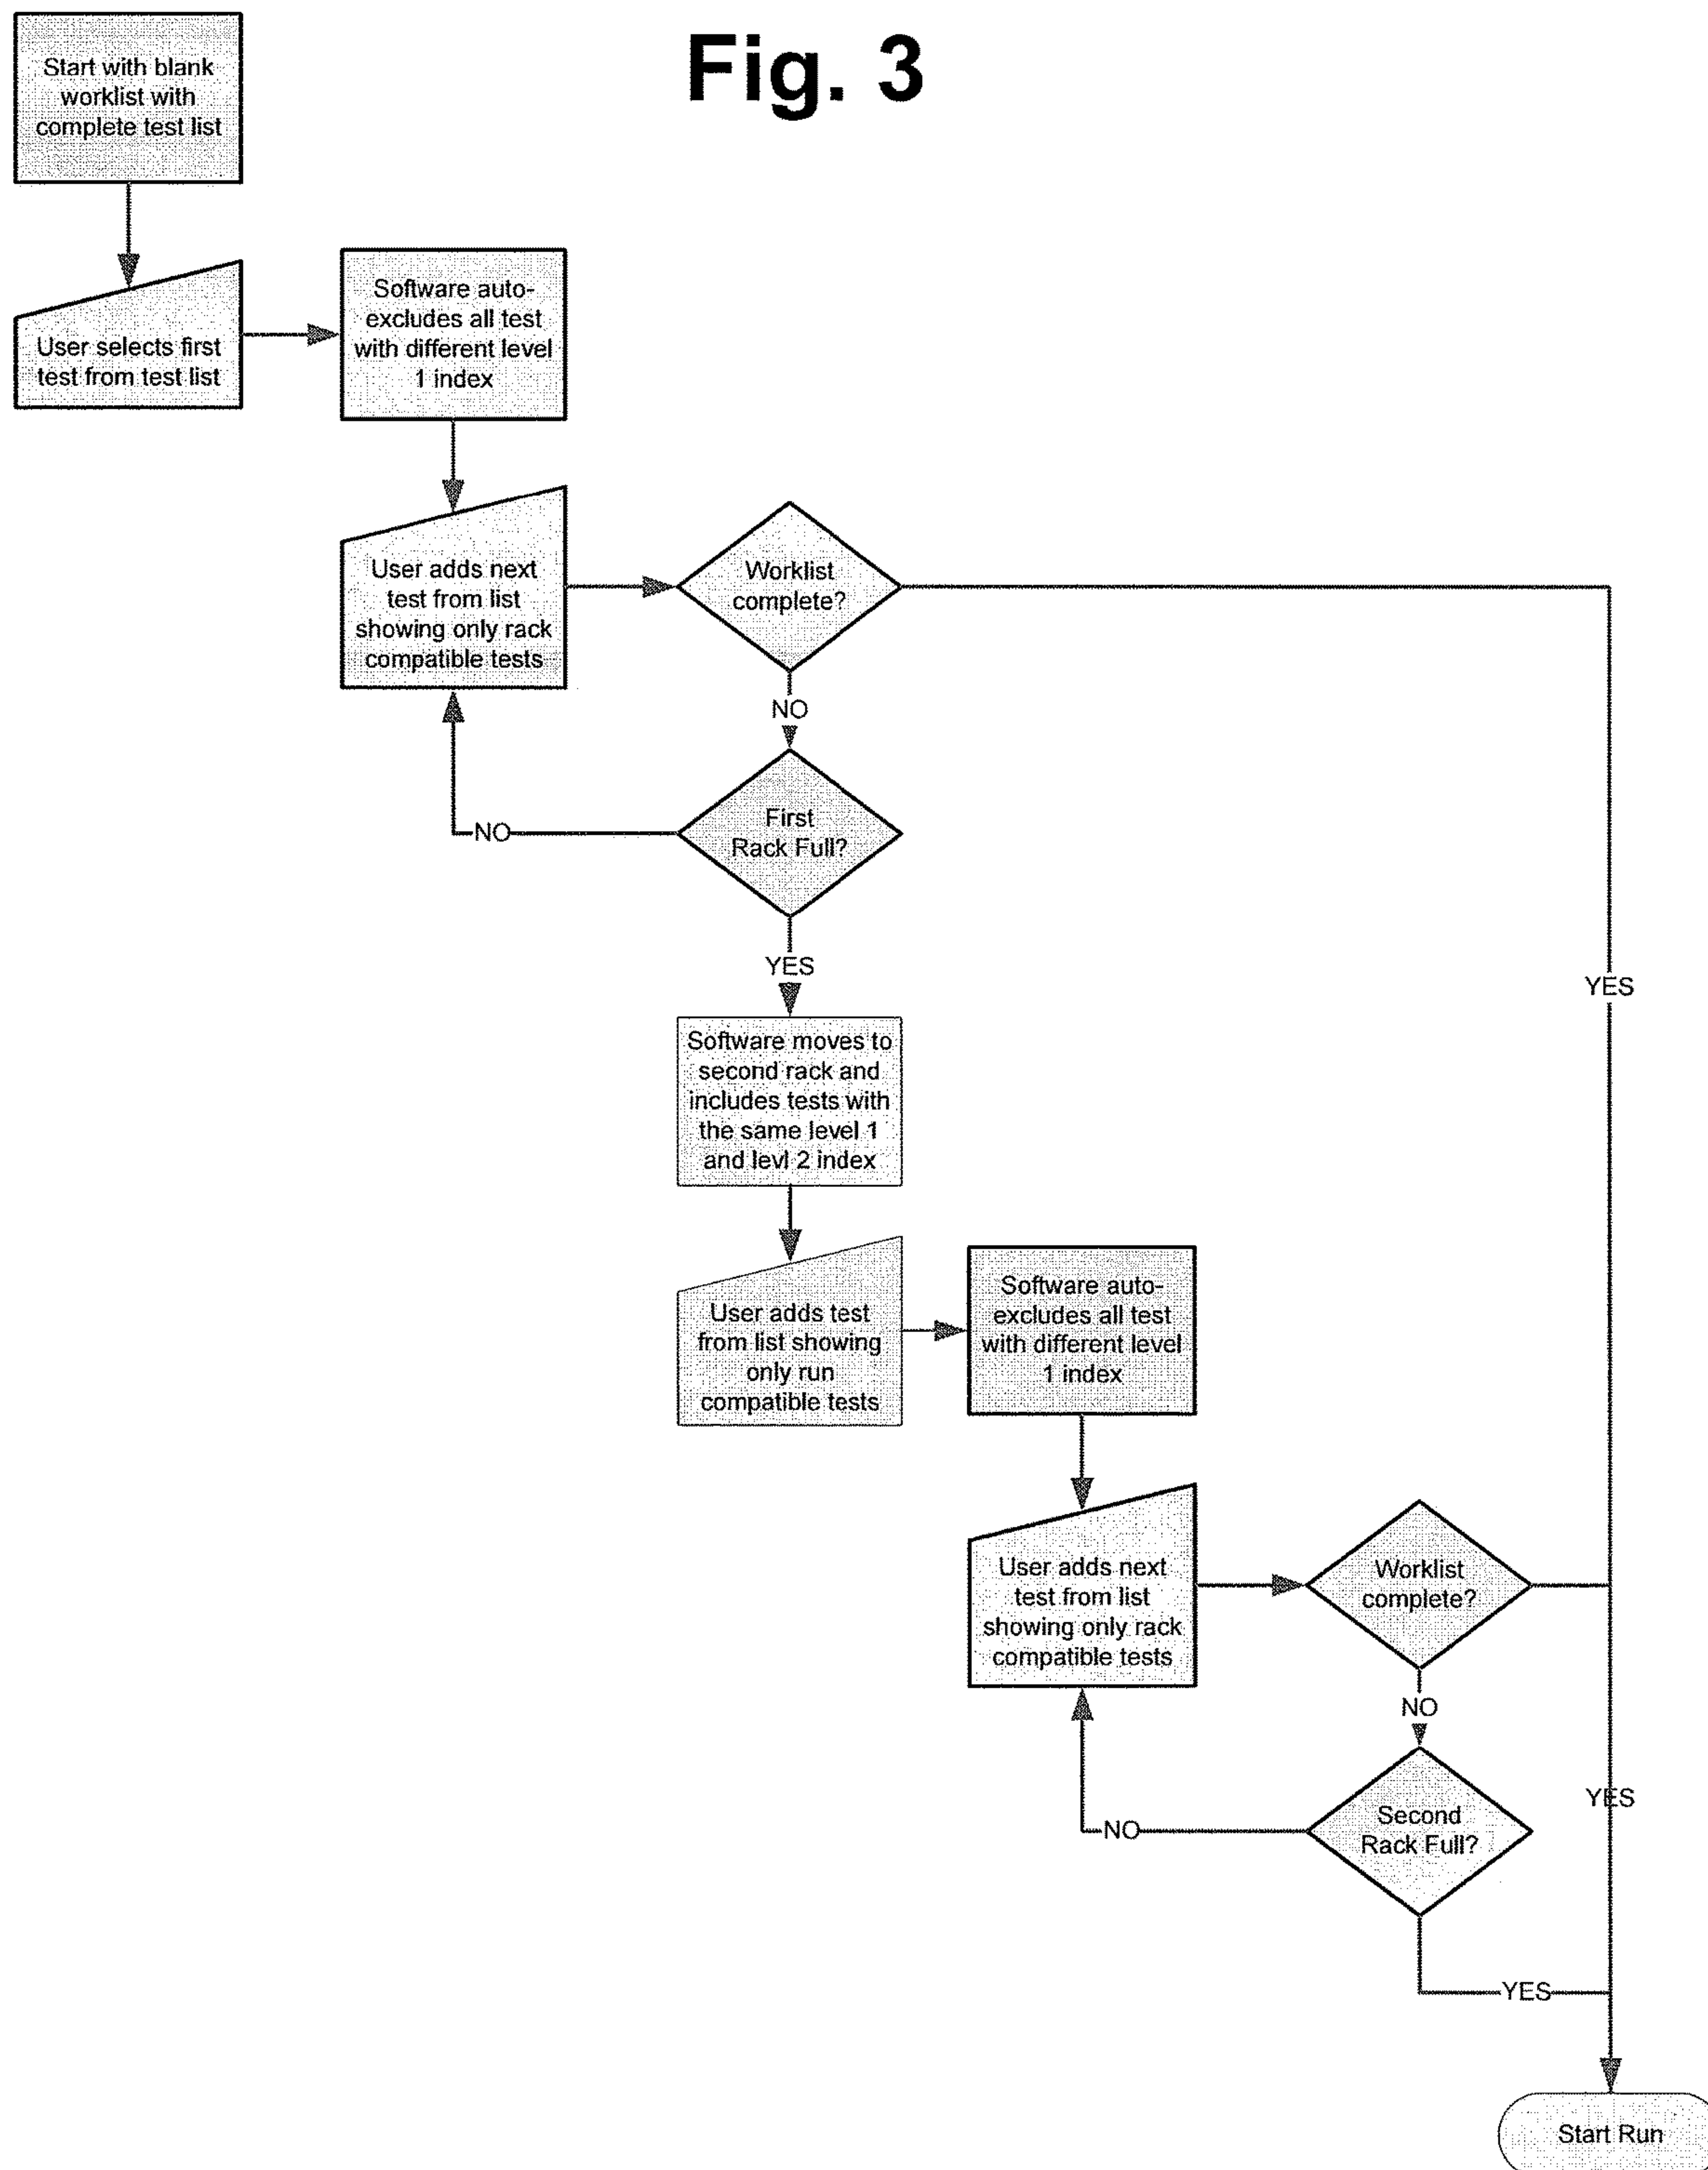 Fig. 3
Start with blank
worklist with
complete test list
User selects first
test from test list
Software auto-
excludes all test
with different level
1 index
User adds next
test from list
showing only rack
compatible tests
Worklist
complete?
NO
First
Rack Full?
NO
YES
YES
Software moves to
second rack and
includes tests with
the same level 1
and levl 2 index
User adds test
from list showing
only run
compatible tests
Software auto-
excludes all test
with different level
1 index
User adds next
test from list
showing only rack
compatible tests
Worklist
complete?
NO
YES
Second
Rack Full?
NO
YES
Start Run